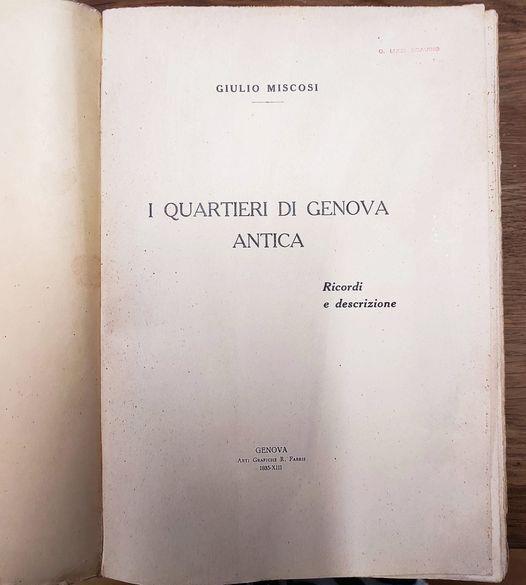 GIULIO MISCOSI
I QUARTIERI DI GENOVA
ANTICA
Ricordi
e descrizione
GENOVA
ARTI GRAFICHE R. FABRIS
1935-XIII